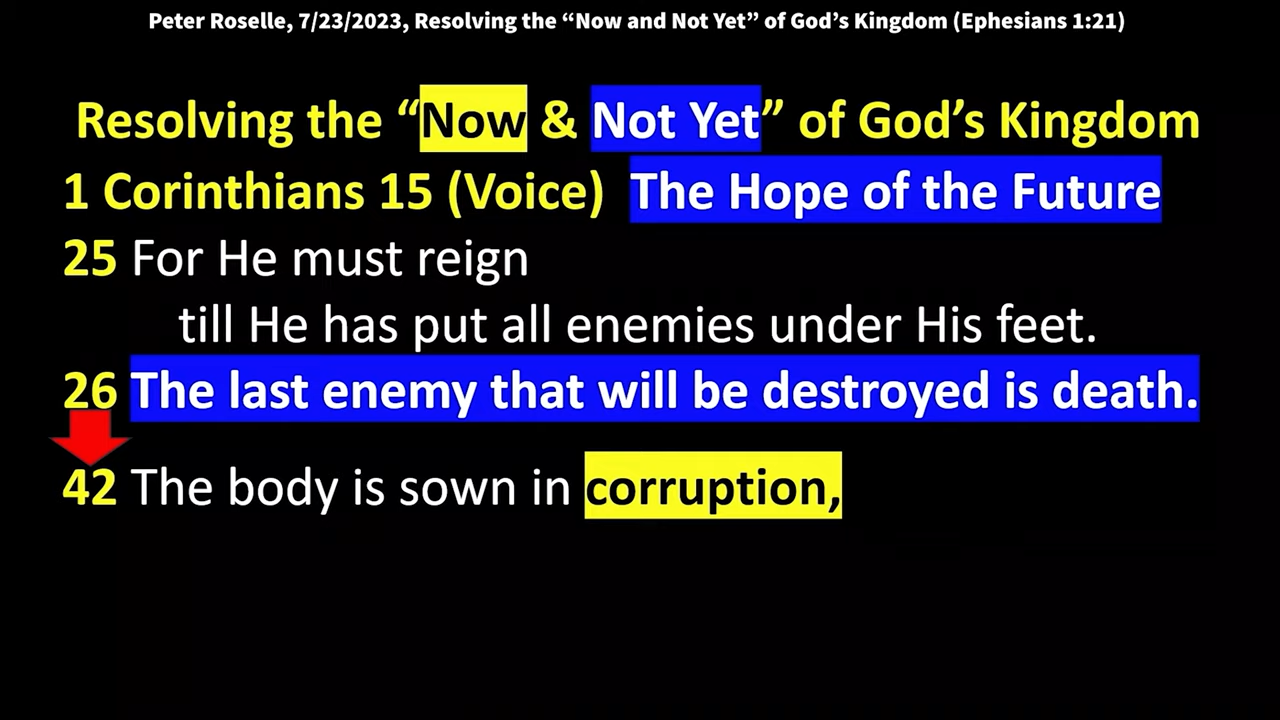 Peter Roselle, 7/23/2023, Resolving the “Now and Not Yet” of God’s Kingdom (Ephesians 1:21)
Resolving the “Now & Not Yet” of God’s Kingdom
1 Corinthians 15 (Voice) The Hope of the Future
25 For He must reign
till He has put all enemies under His feet.
26 The last enemy that will be destroyed is death.
42 The body is sown in corruption,